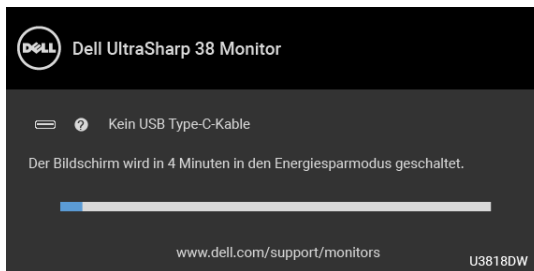 DELL Dell UltraSharp 38 Monitor
? Kein USB Type-C-Kable
Der Bildschirm wird in 4 Minuten in den Energiesparmodus geschaltet.
www.dell.com/support/monitors
U3818DW